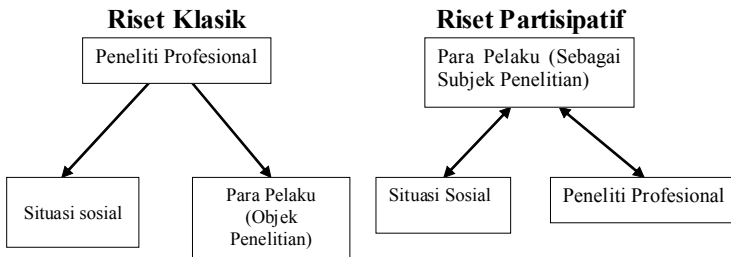 Riset Klasik
Peneliti Profesional
Situasi sosial
Para Pelaku
(Objek
Penelitian)
Riset Partisipatif
Para Pelaku (Sebagai
Subjek Penelitian)
Situasi Sosial
Peneliti Profesional